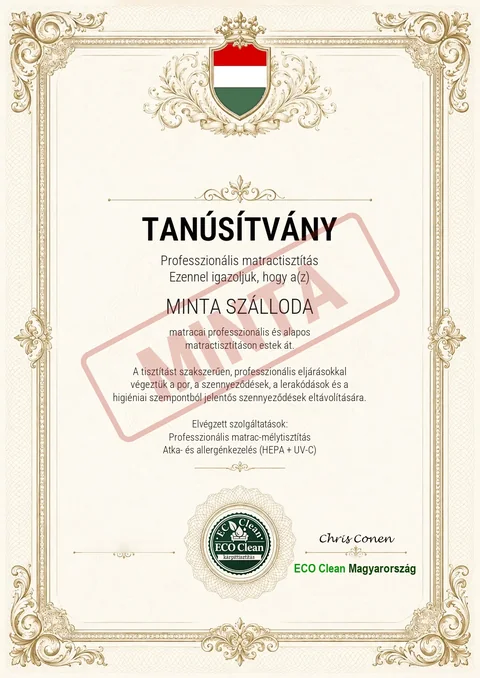 TANÚSÍTVÁNY
Professzionális matractisztítás
Ezennel igazoljuk, hogy a(z)
MINTA SZÁLLODA
matracai professzionális és alapos
matractisztításon estek át.
MINTA
A tisztítást szakszerűen, professzionális eljárásokkal
végeztük a por, a szennyeződések, a lerakódások és a
higiéniai szempontból jelentős szennyeződések eltávolítására.
Elvégzett szolgáltatások:
Professzionális matrac-mélytisztítás
Atka- és allergénkezelés (HEPA + UV-C)
ECO Clean
ECO Clean
kárpittisztítás
Chris Conen
ECO Clean Magyarország